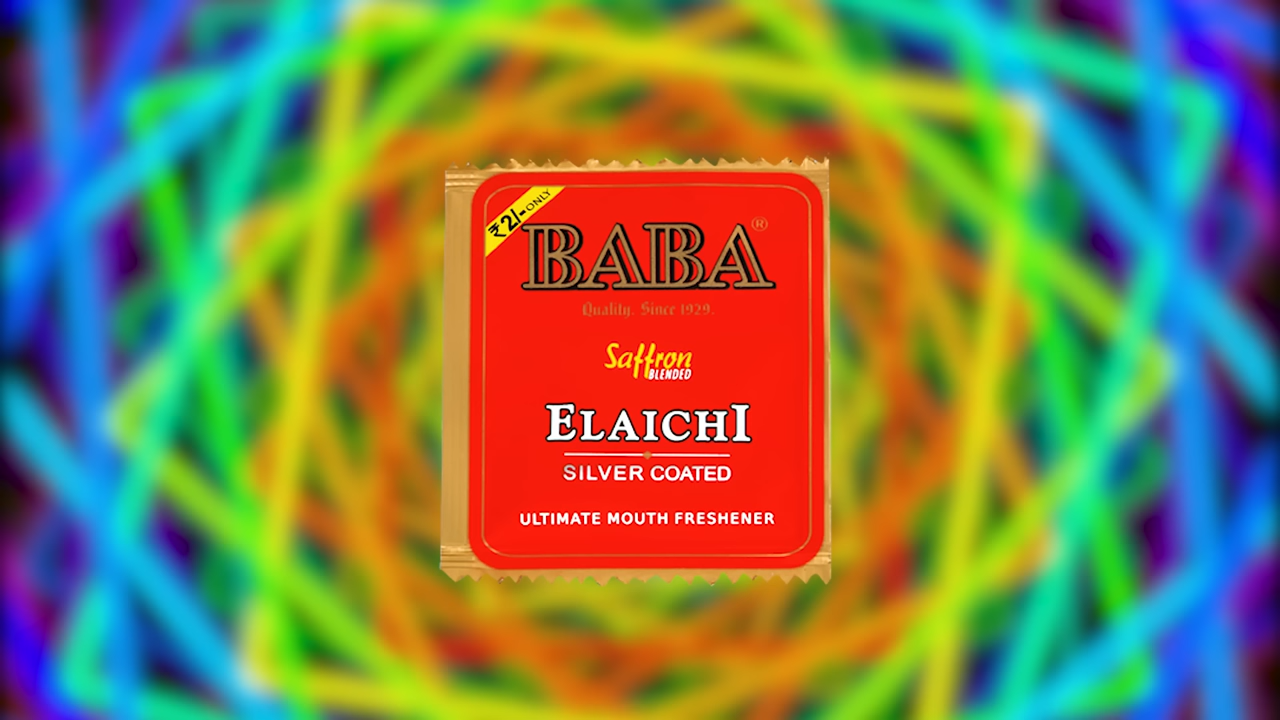 ₹2/- ONLY
BABA®
Quality. Since 1929.
Saffron
BLENDED
ELAICHI
SILVER COATED
ULTIMATE MOUTH FRESHENER